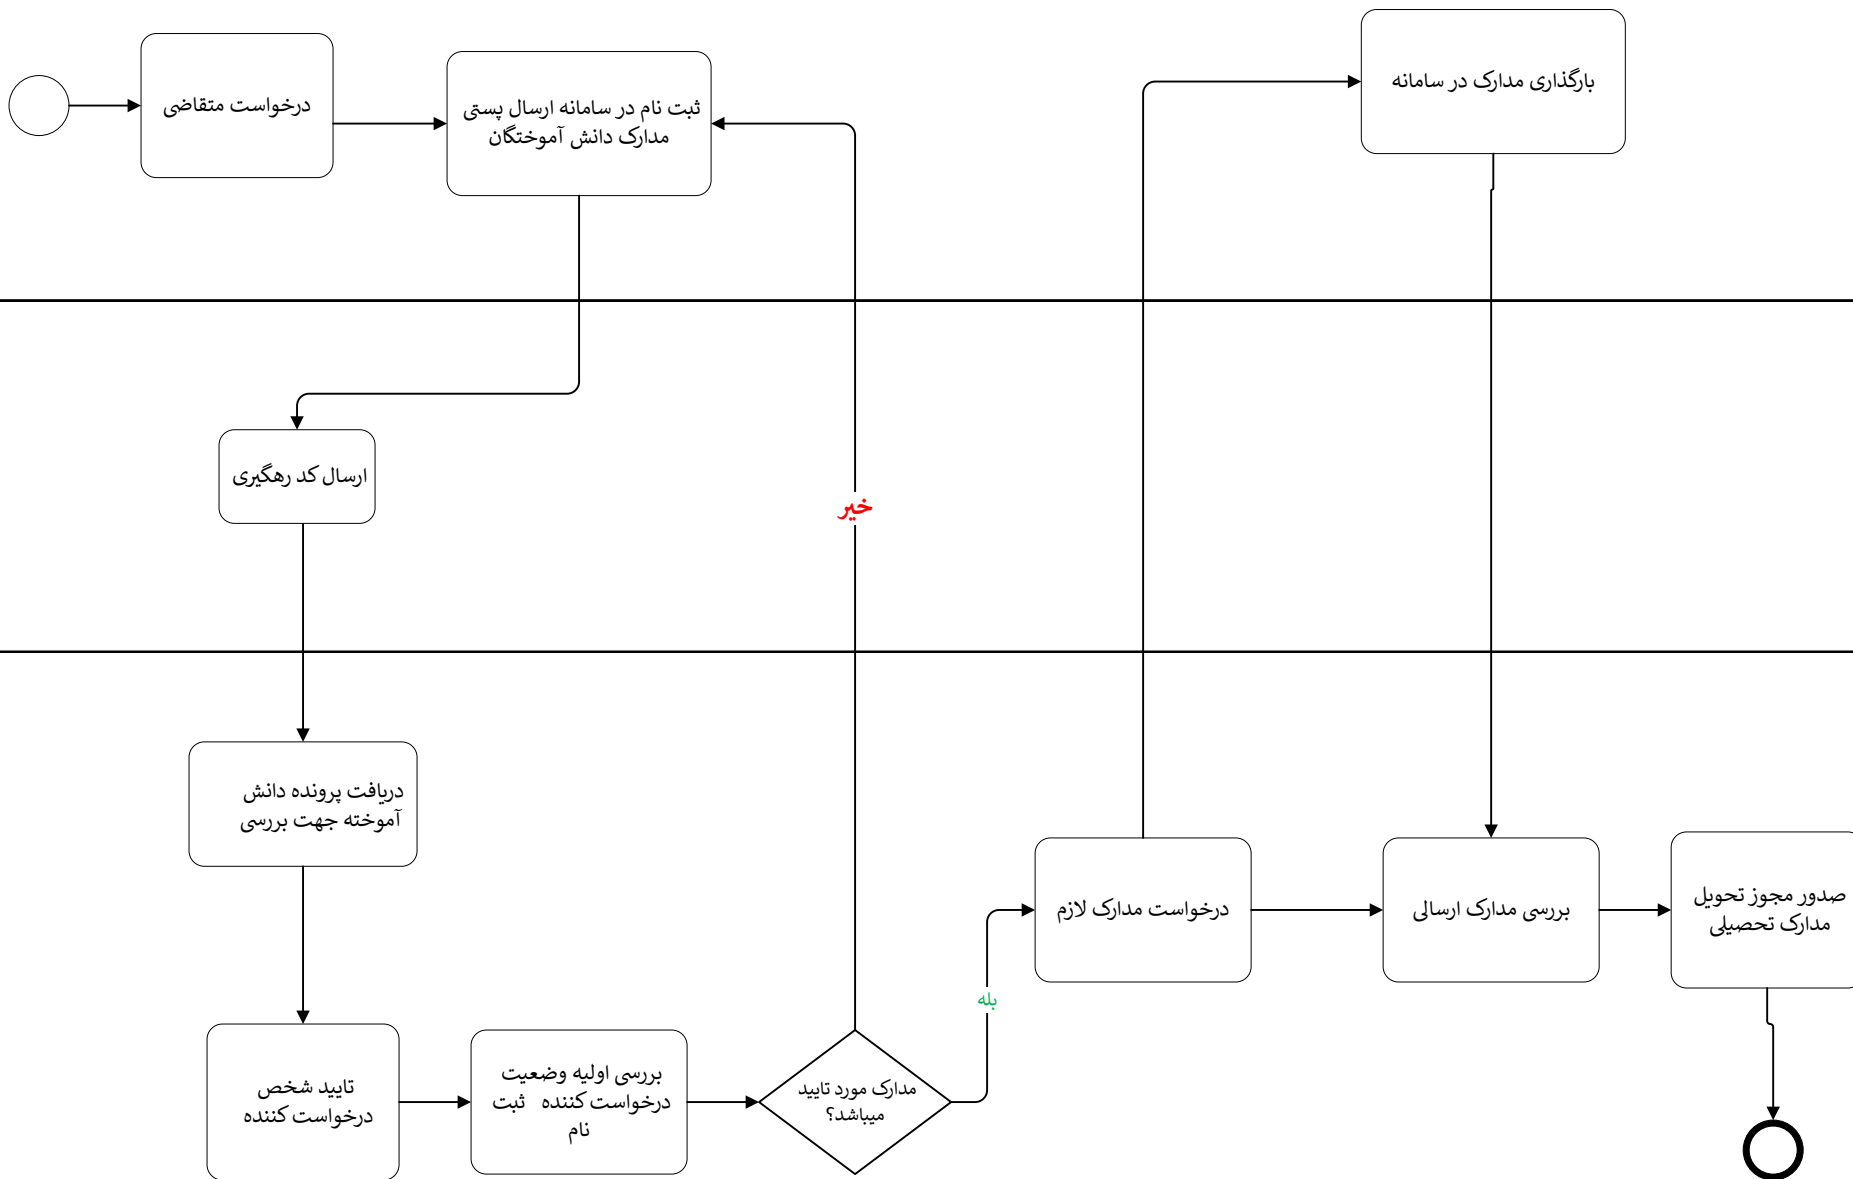 درخواست متقاضی
ثبت نام در سامانه ارسال پستی
مدارک دانش آموختگان
بارگذاری مدارک در سامانه
ارسال کد رهگیری
خیر
دریافت پرونده دانش
آموخته جهت بررسی
درخواست مدارک لازم
بررسی مدارک ارسالی
صدور مجوز تحویل
مدارک تحصیلی
بله
تایید شخص
درخواست کننده
بررسی اولیه وضعیت
درخواست کننده ثبت
نام
مدارک مورد تایید
میباشد؟